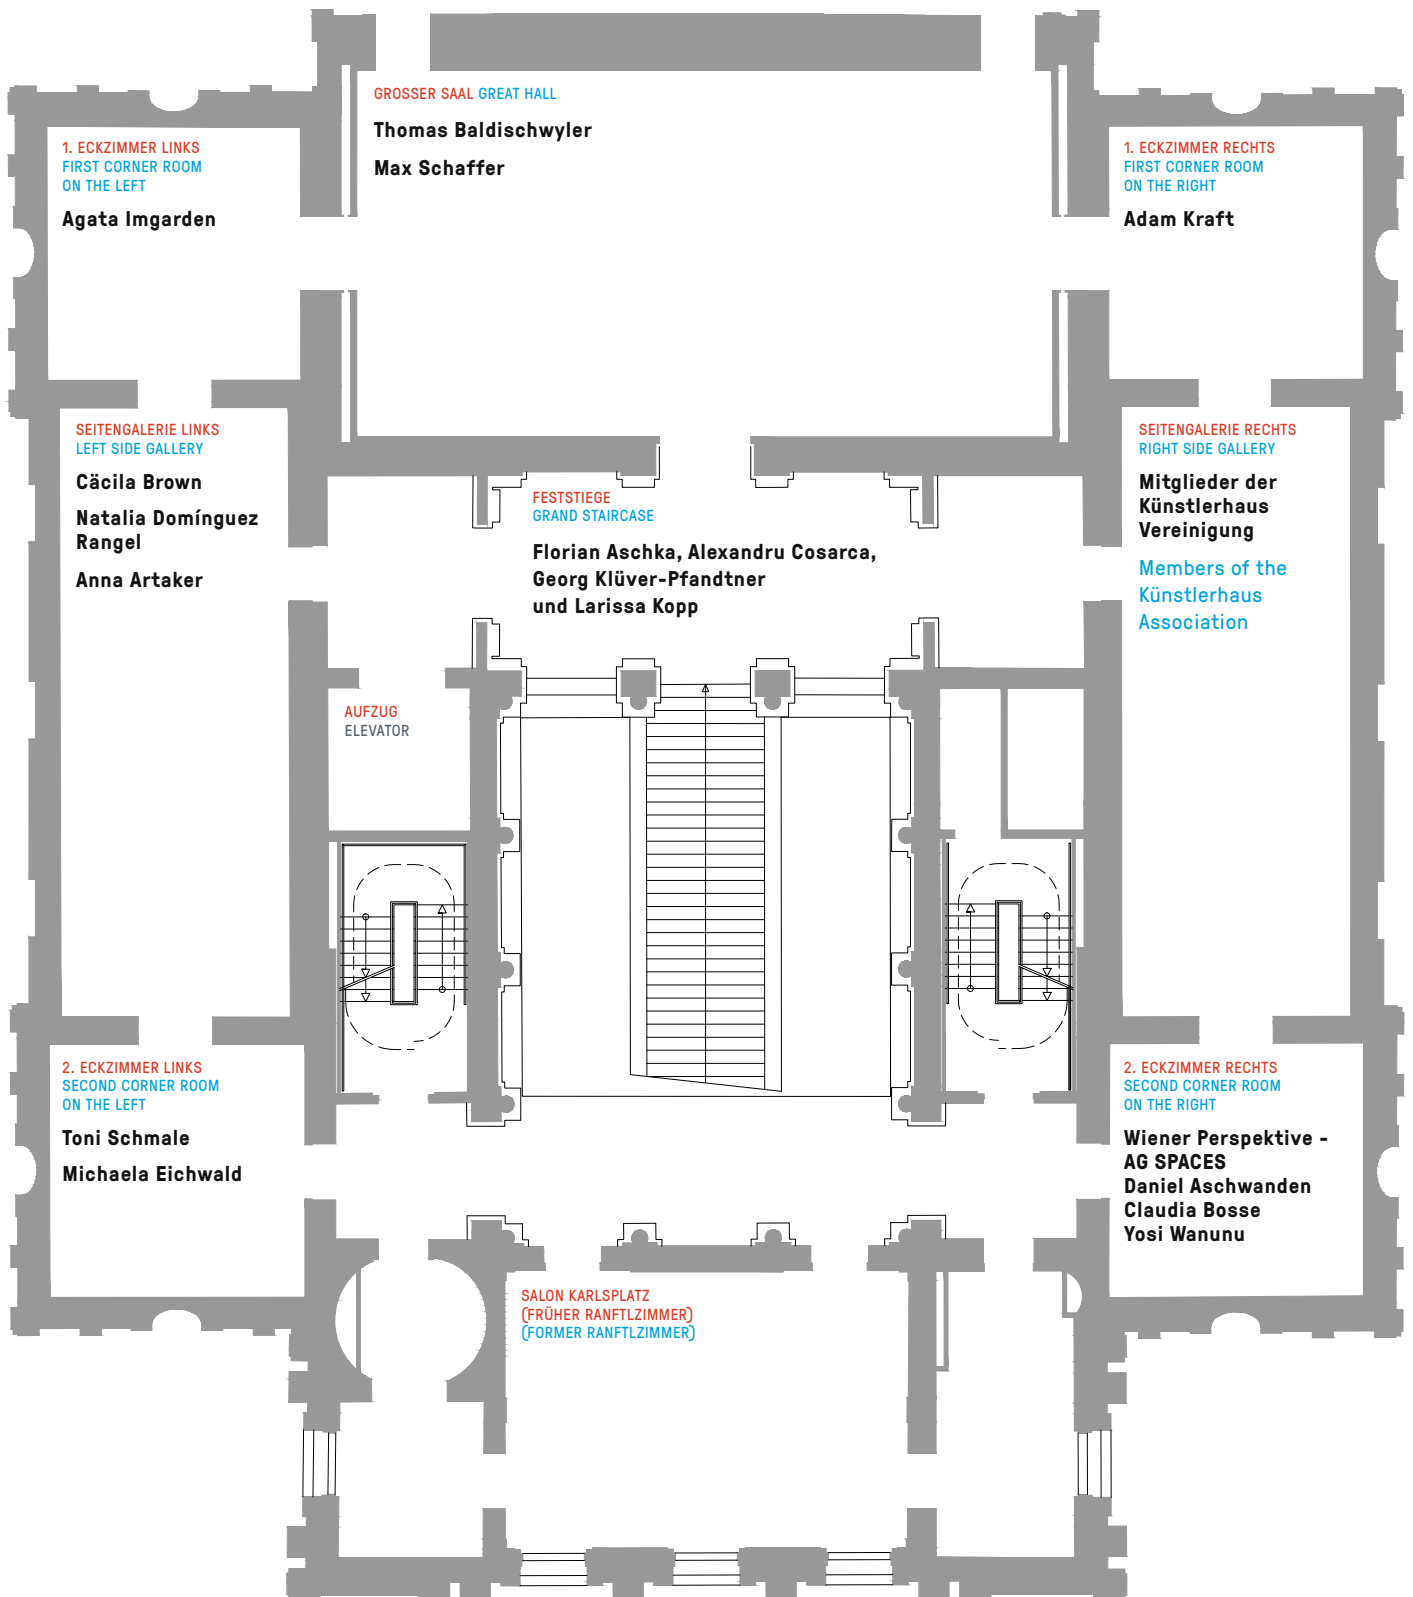 GROSSER SAAL GREAT HALL
Thomas Baldischwyler
Max Schaffer
1. ECKZIMMER LINKS
FIRST CORNER ROOM
ON THE LEFT
Agata Imgarden
1. ECKZIMMER RECHTS
FIRST CORNER ROOM
ON THE RIGHT
Adam Kraft
SEITENGALERIE LINKS
LEFT SIDE GALLERY
Cäcila Brown
Natalia Domínguez
Rangel
Anna Artaker
FESTSTIEGE
GRAND STAIRCASE
Florian Aschka, Alexandru Cosarca,
Georg Klüver-Pfandtner
und Larissa Kopp
SEITENGALERIE RECHTS
RIGHT SIDE GALLERY
Mitglieder der
Künstlerhaus
Vereinigung
Members of the
Künstlerhaus
Association
AUFZUG
ELEVATOR
2. ECKZIMMER LINKS
SECOND CORNER ROOM
ON THE LEFT
Toni Schmale
Michaela Eichwald
2. ECKZIMMER RECHTS
SECOND CORNER ROOM
ON THE RIGHT
Wiener Perspektive -
AG SPACES
Daniel Aschwanden
Claudia Bosse
Yosi Wanunu
SALON KARLSPLATZ
(FRÜHER RANFTLZIMMER)
(FORMER RANFTLZIMMER)